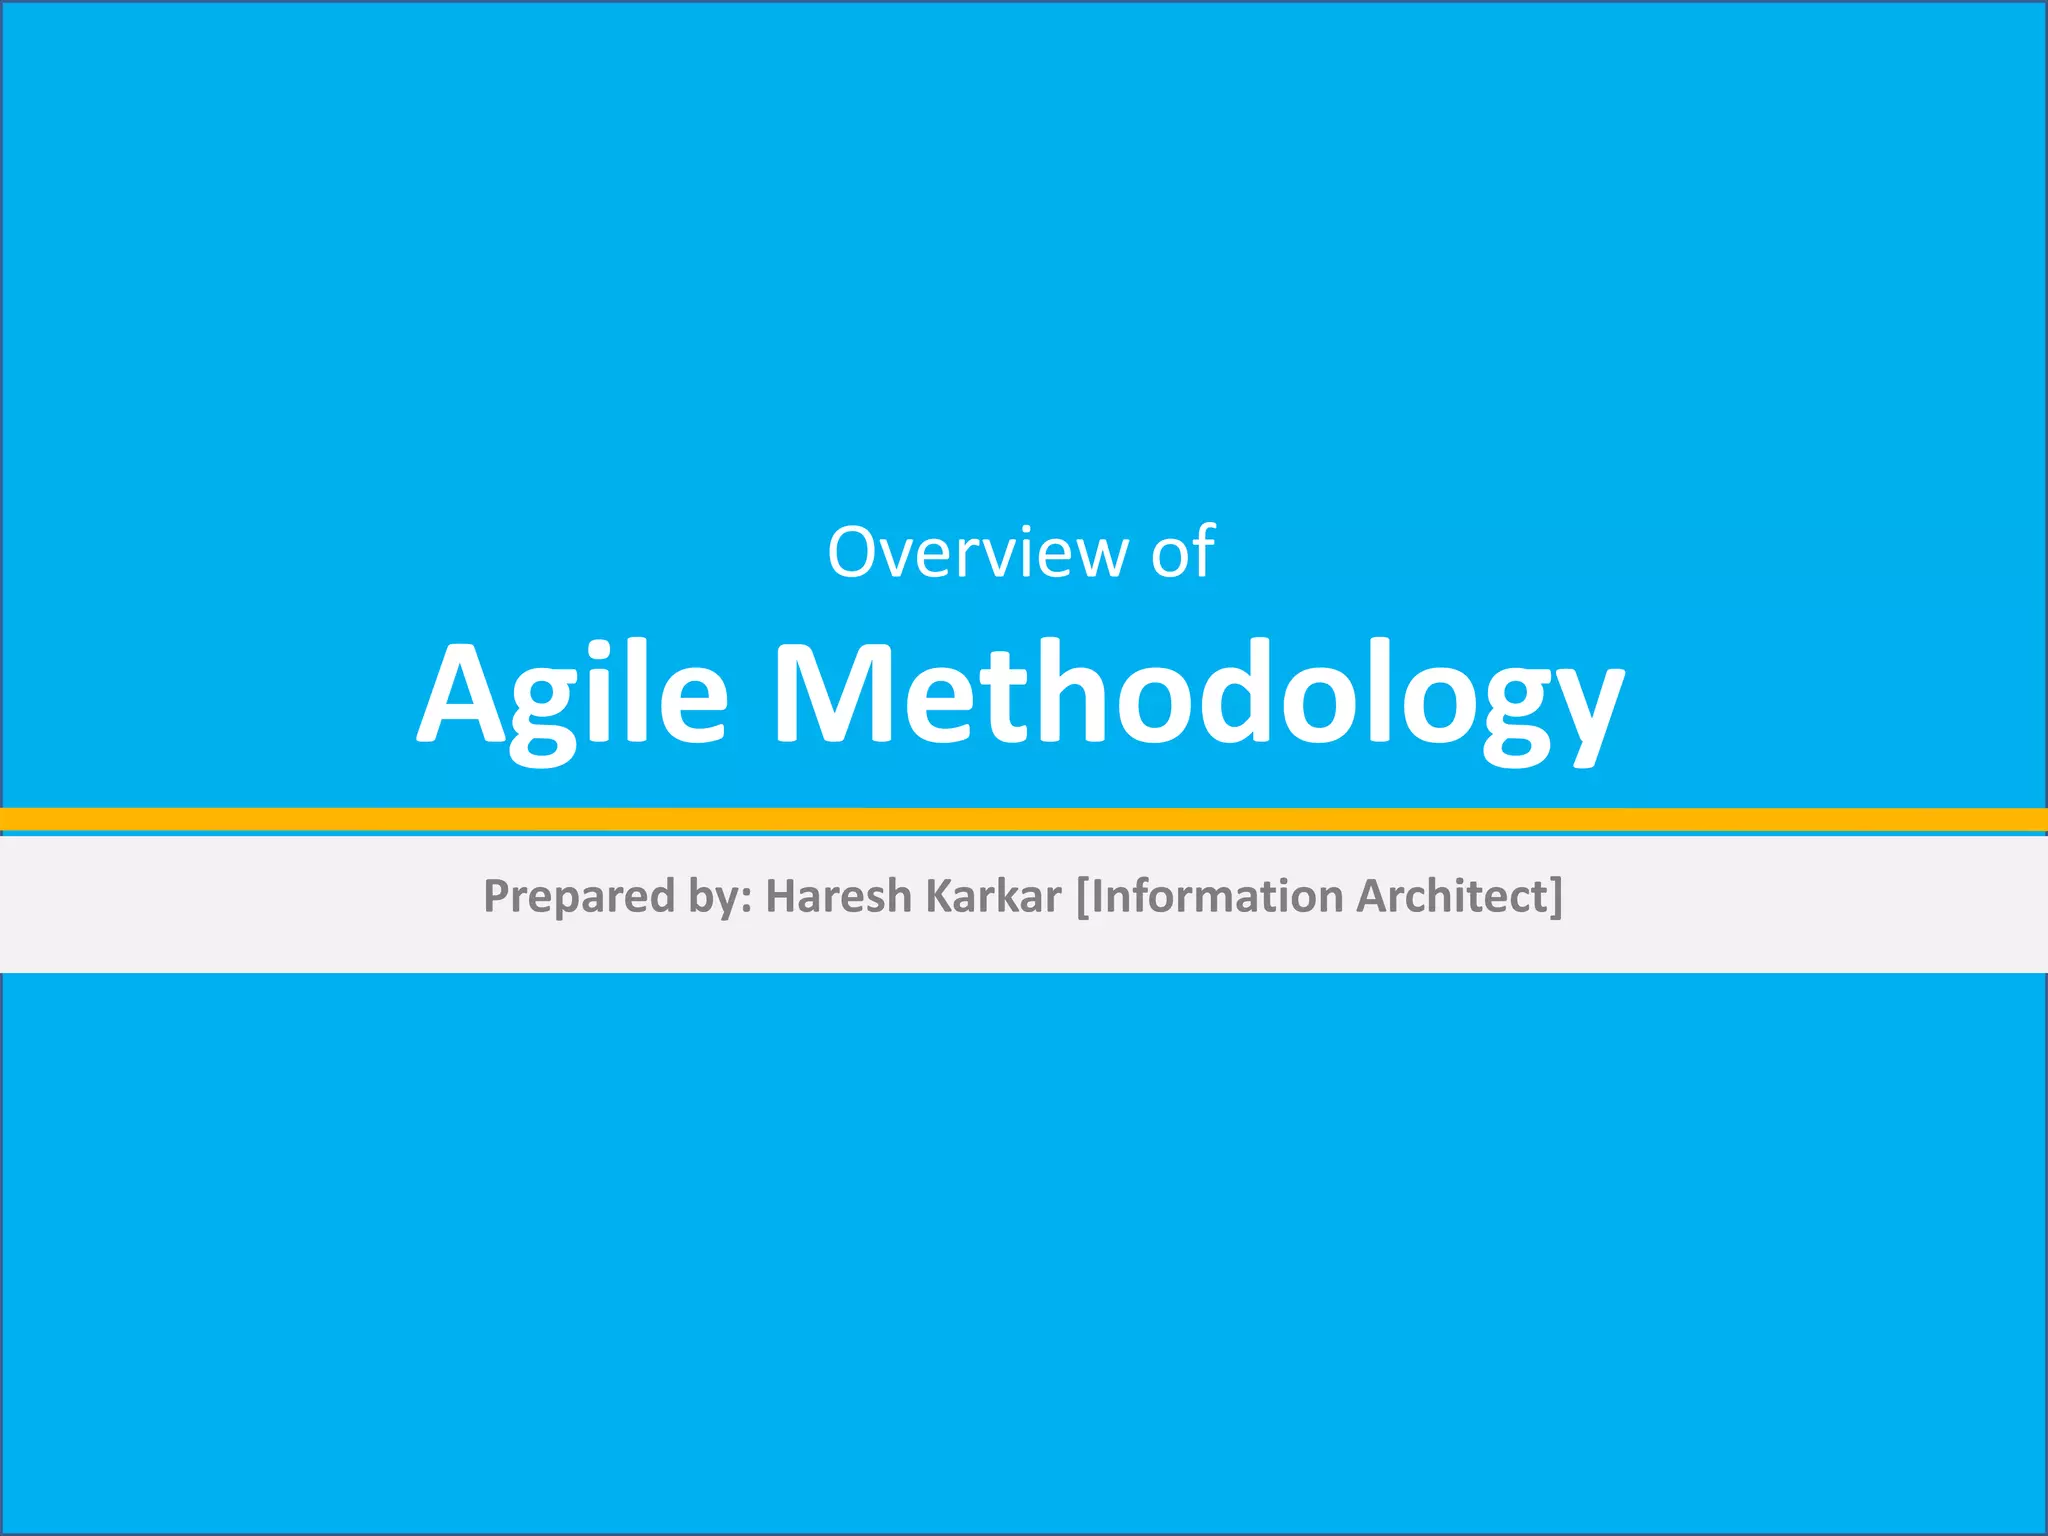 Overview of
Agile Methodology
Prepared by: Haresh Karkar [Information Architect]